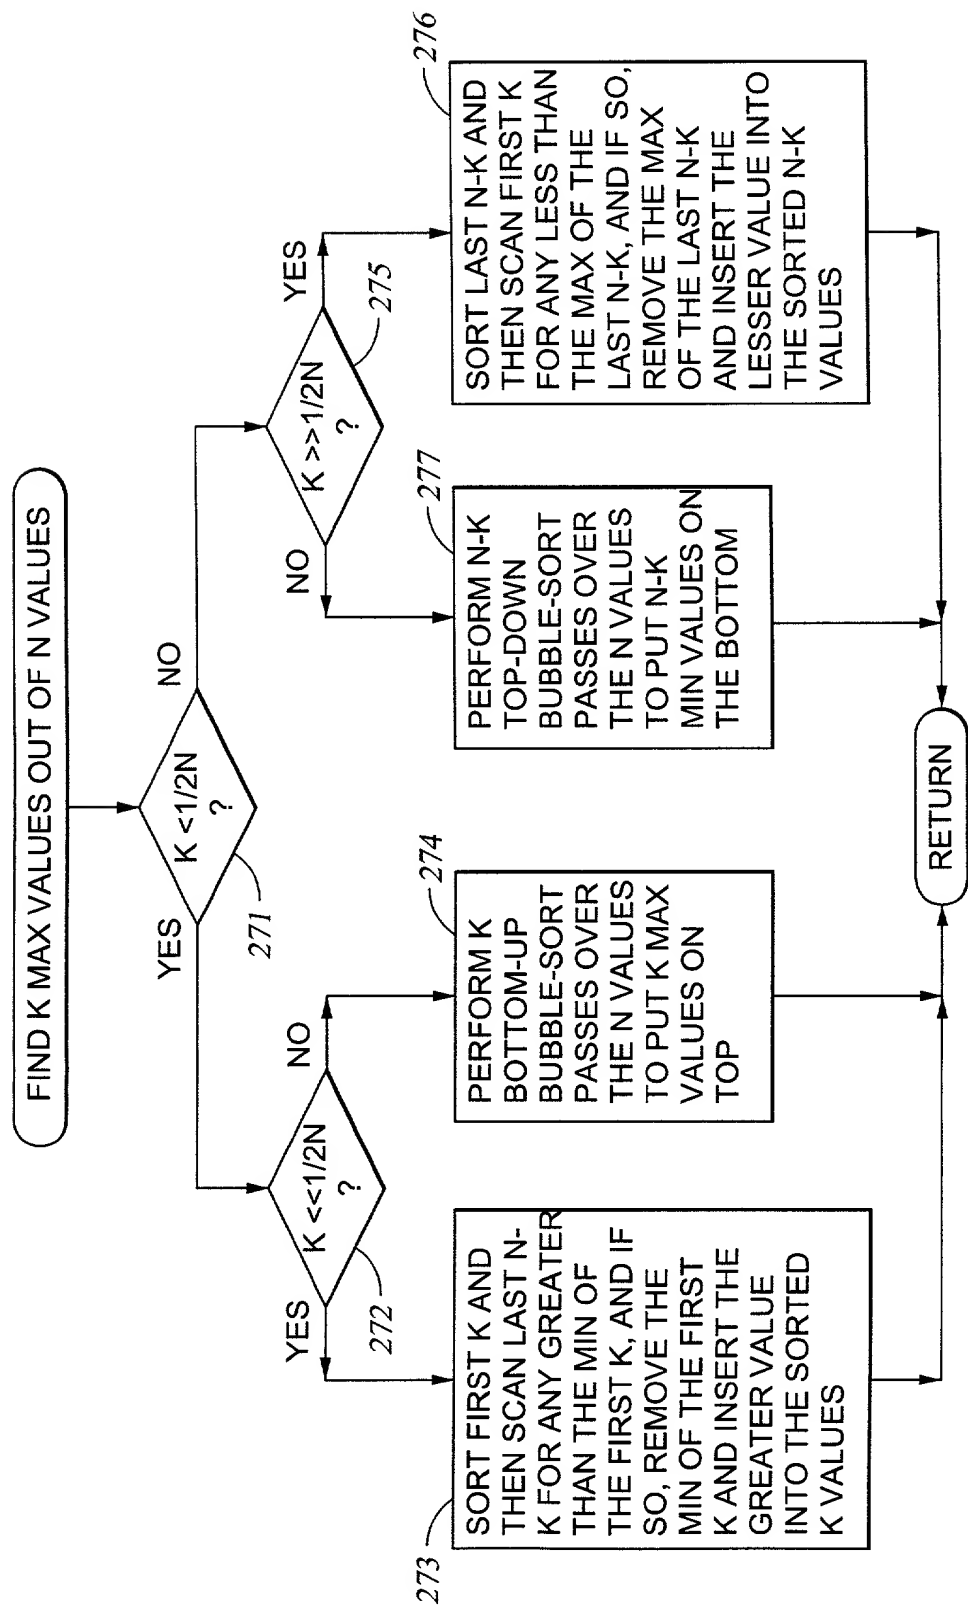 FIND K MAX VALUES OUT OF N VALUES
K <1/2N
?
271
YES
NO
K <<1/2N
?
272
YES
NO
K >>1/2N
?
275
NO
YES
273
SORT FIRST K AND
THEN SCAN LAST N-
K FOR ANY GREATER
THAN THE MIN OF
THE FIRST K, AND IF
SO, REMOVE THE
MIN OF THE FIRST
K AND INSERT THE
GREATER VALUE
INTO THE SORTED
K VALUES
274
PERFORM K
BOTTOM-UP
BUBBLE-SORT
PASSES OVER
THE N VALUES
TO PUT K MAX
VALUES ON
TOP
277
PERFORM N-K
TOP-DOWN
BUBBLE-SORT
PASSES OVER
THE N VALUES
TO PUT N-K
MIN VALUES ON
THE BOTTOM
276
SORT LAST N-K AND
THEN SCAN FIRST K
FOR ANY LESS THAN
THE MAX OF THE
LAST N-K, AND IF SO,
REMOVE THE MAX
OF THE LAST N-K
AND INSERT THE
LESSER VALUE INTO
THE SORTED N-K
VALUES
RETURN